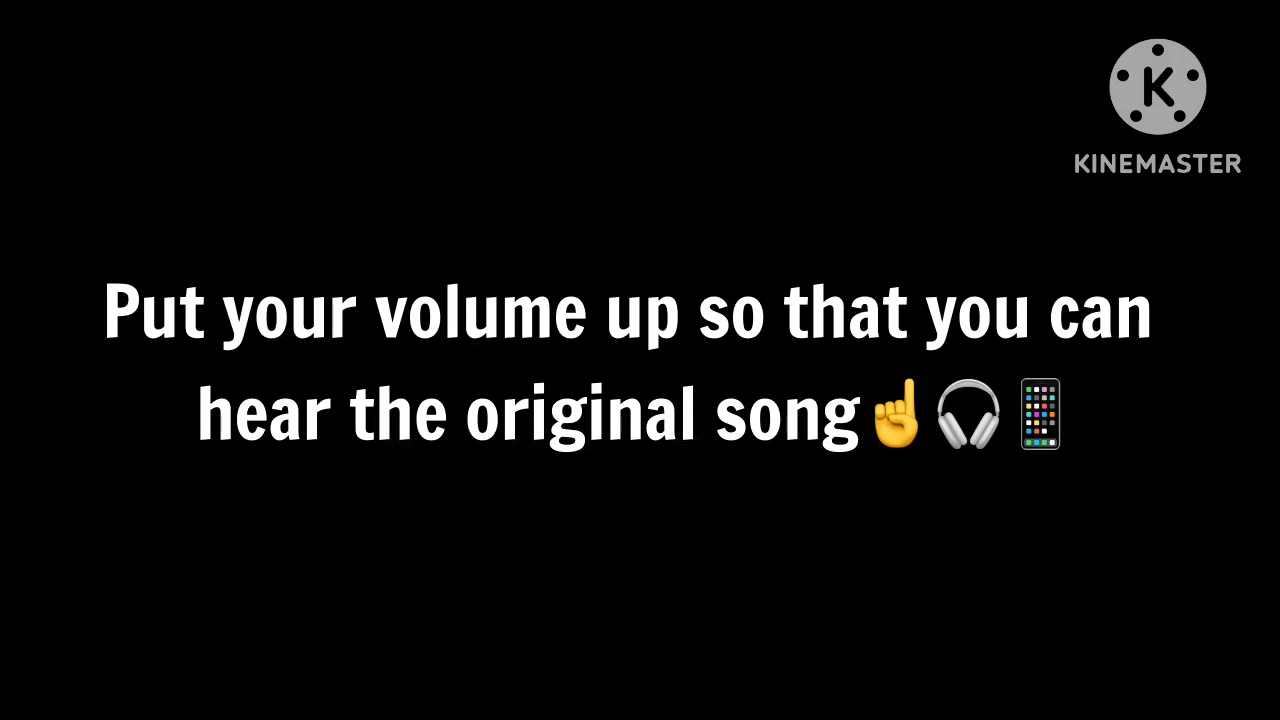 K
KINEMASTER
Put your volume up so that you can
hear the original song☝🎧📱